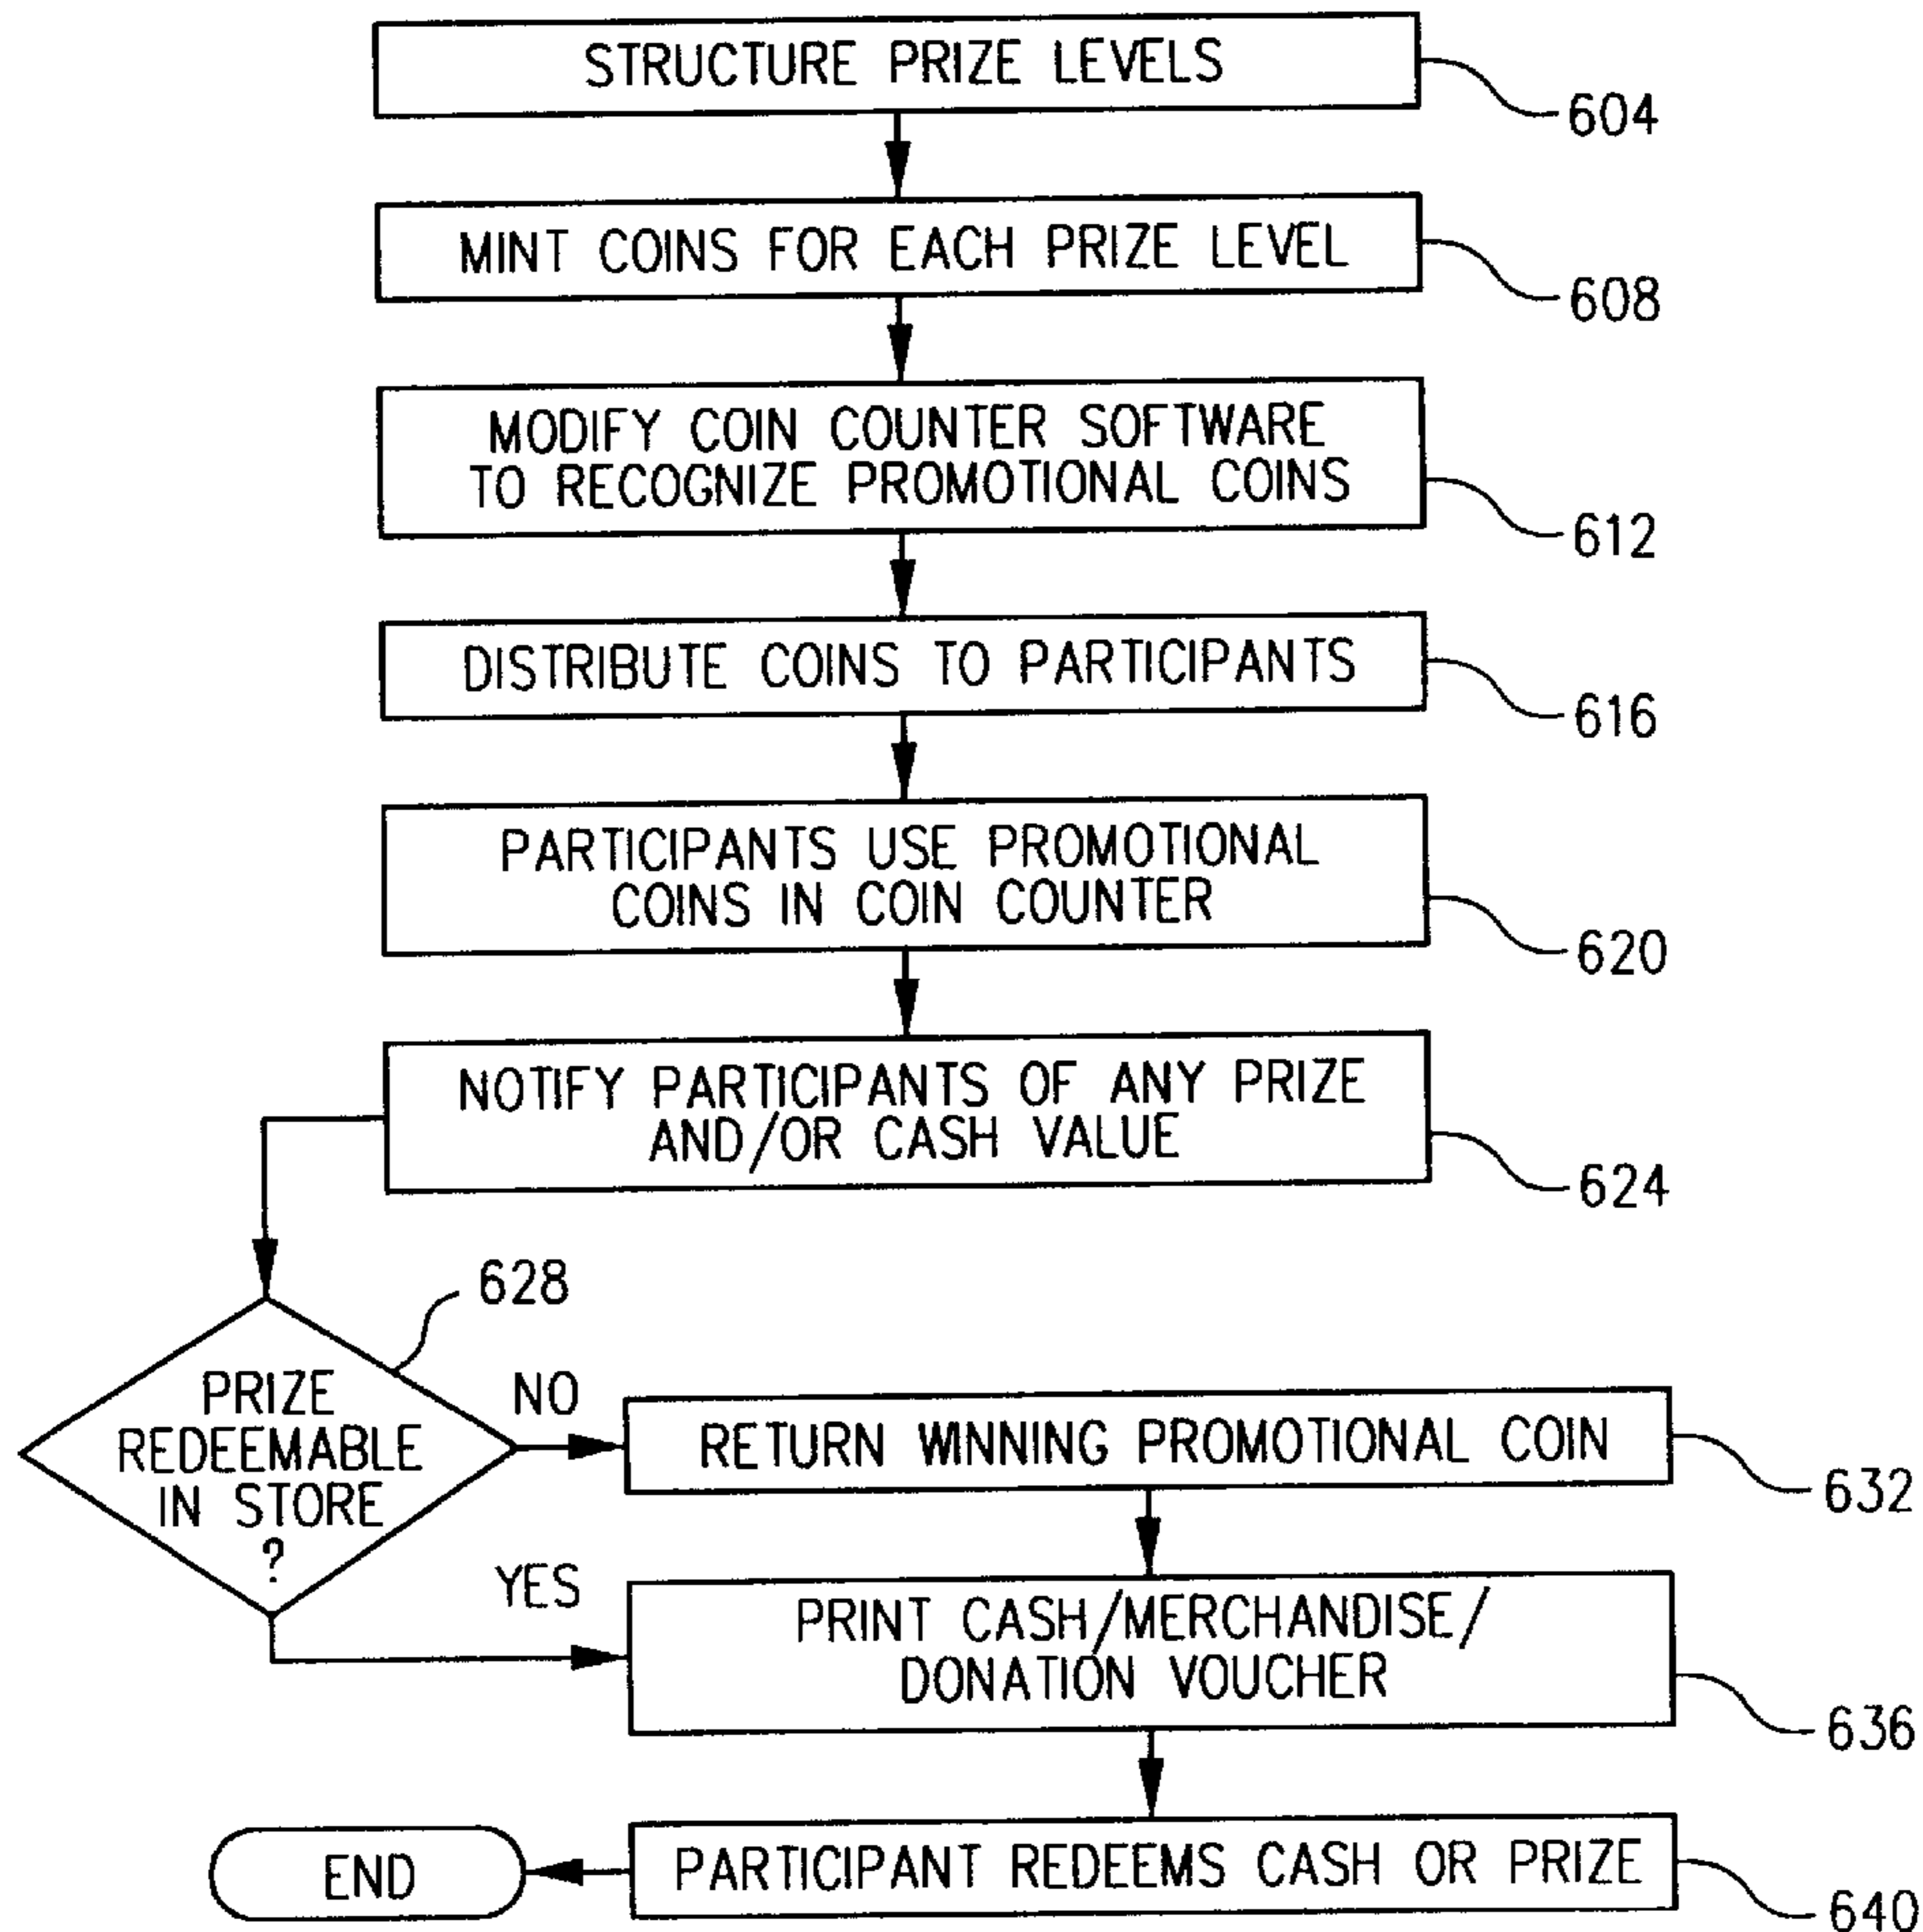 STRUCTURE PRIZE LEVELS
604
MINT COINS FOR EACH PRIZE LEVEL
608
MODIFY COIN COUNTER SOFTWARE
TO RECOGNIZE PROMOTIONAL COINS
612
DISTRIBUTE COINS TO PARTICIPANTS
616
PARTICIPANTS USE PROMOTIONAL
COINS IN COIN COUNTER
620
NOTIFY PARTICIPANTS OF ANY PRIZE
AND/OR CASH VALUE
624
628
PRIZE
REDEEMABLE
IN STORE
?
NO
RETURN WINNING PROMOTIONAL COIN
632
YES
PRINT CASH/MERCHANDISE/
DONATION VOUCHER
636
PARTICIPANT REDEEMS CASH OR PRIZE
640
END